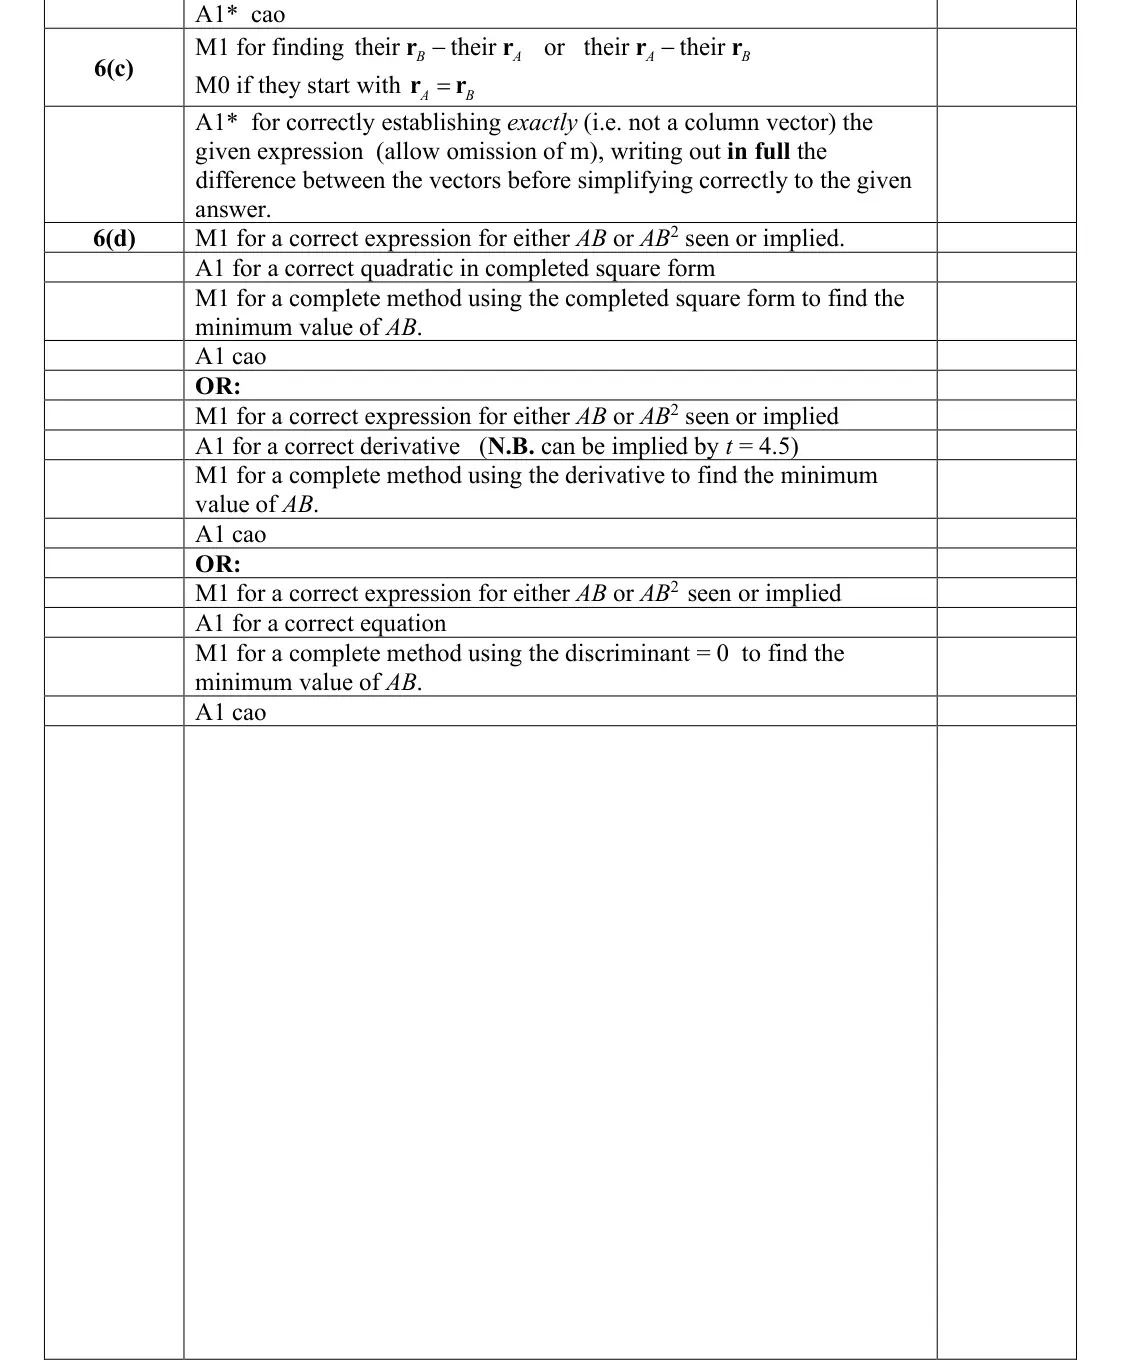 A1* cao
6(c)
M1 for finding their r_B – their r_A or their r_A – their r_B
M0 if they start with r_A = r_B
A1* for correctly establishing exactly (i.e. not a column vector) the
given expression (allow omission of m), writing out in full the
difference between the vectors before simplifying correctly to the given
answer.
6(d) M1 for a correct expression for either AB or AB² seen or implied.
A1 for a correct quadratic in completed square form
M1 for a complete method using the completed square form to find the
minimum value of AB.
A1 cao
OR:
M1 for a correct expression for either AB or AB² seen or implied
A1 for a correct derivative (N.B. can be implied by t = 4.5)
M1 for a complete method using the derivative to find the minimum
value of AB.
A1 cao
OR:
M1 for a correct expression for either AB or AB² seen or implied
A1 for a correct equation
M1 for a complete method using the discriminant = 0 to find the
minimum value of AB.
A1 cao